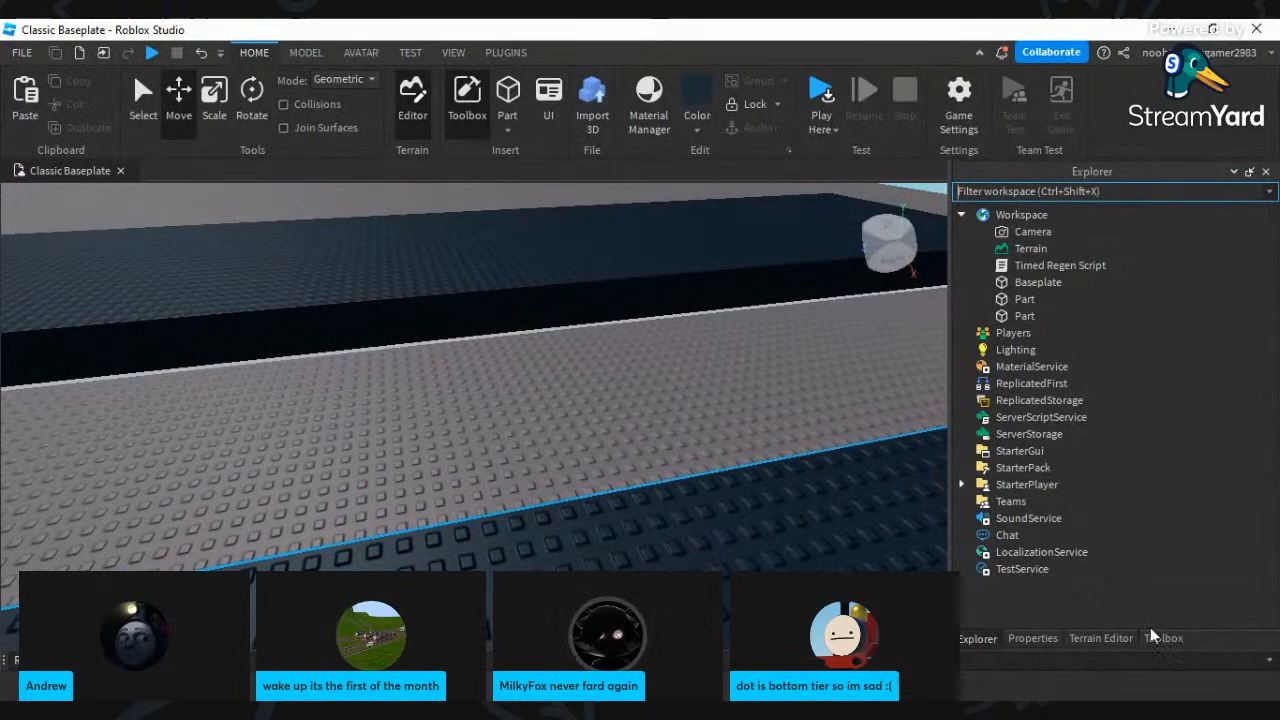 Classic Baseplate - Roblox Studio
Powered by
FILE
HOME
MODEL
AVATAR
TEST
VIEW
PLUGINS
Collaborate
StreamYard
Paste
Copy
Cut
Duplicate
Clipboard
Select
Move
Scale
Rotate
Mode: Geometric
Collisions
Join Surfaces
Tools
Editor
Terrain
Toolbox
Part
UI
Insert
Import
3D
File
Material
Manager
Color
Group
Lock
Anchor
Edit
Play
Here
Resume
Stop
Test
Game
Settings
Settings
Team
Test
Exit
Game
Team Test
Classic Baseplate
Explorer
Filter workspace (Ctrl+Shift+X)
Workspace
Camera
Terrain
Timed Regen Script
Baseplate
Part
Part
Players
Lighting
MaterialService
ReplicatedFirst
ReplicatedStorage
ServerScriptService
ServerStorage
StarterGui
StarterPack
StarterPlayer
Teams
SoundService
Chat
LocalizationService
TestService
Explorer
Properties
Terrain Editor
Toolbox
Andrew
wake up its the first of the month
MilkyFox never fard again
dot is bottom tier so im sad :(